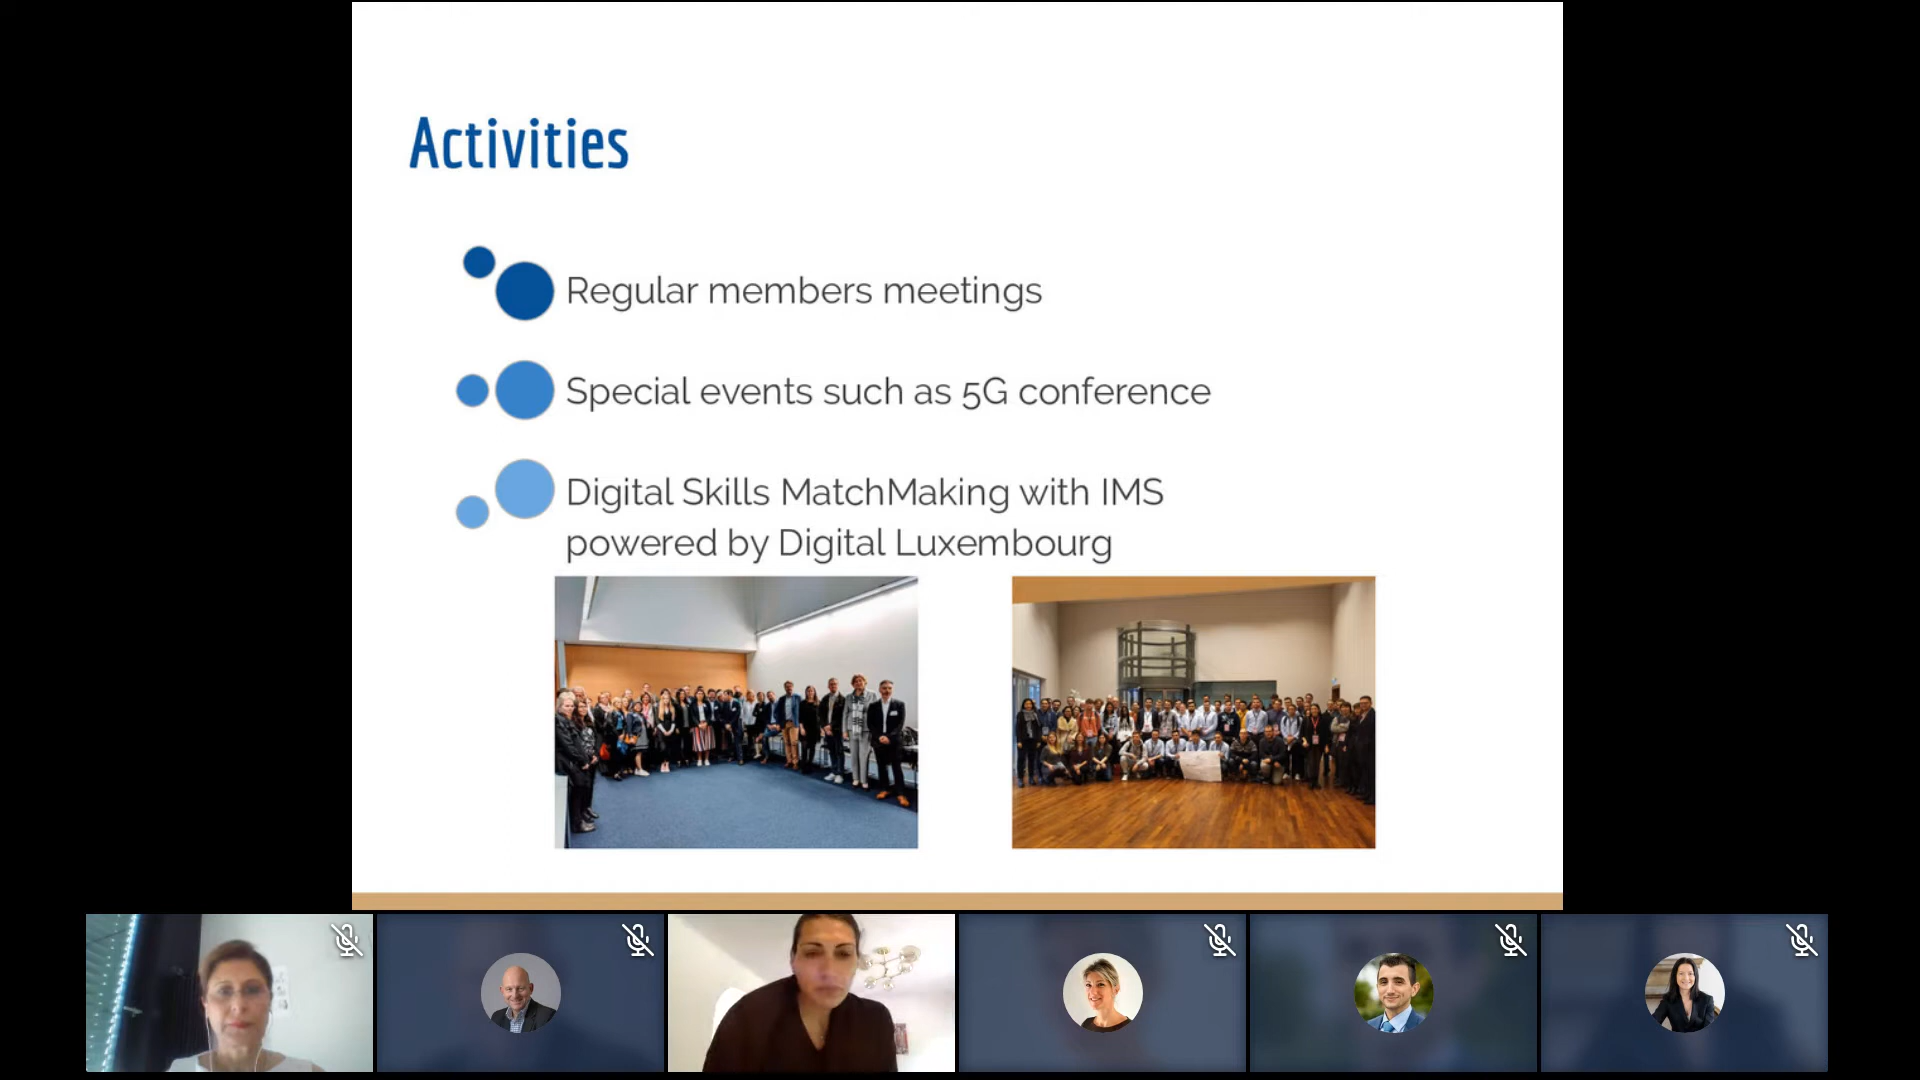 Activities
Regular members meetings
Special events such as 5G conference
Digital Skills MatchMaking with IMS
powered by Digital Luxembourg